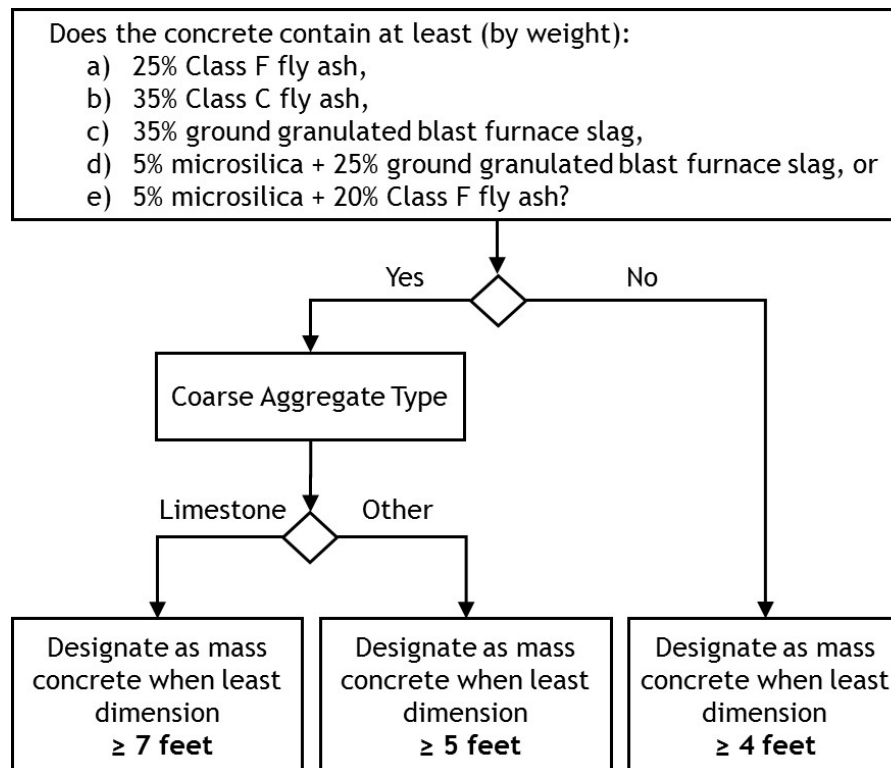 Does the concrete contain at least (by weight):
a) 25% Class F fly ash,
b) 35% Class C fly ash,
c) 35% ground granulated blast furnace slag,
d) 5% microsilica + 25% ground granulated blast furnace slag, or
e) 5% microsilica + 20% Class F fly ash?
Yes
No
Coarse Aggregate Type
Limestone
Other
Designate as mass
concrete when least
dimension
≥ 7 feet
Designate as mass
concrete when least
dimension
≥ 5 feet
Designate as mass
concrete when least
dimension
≥ 4 feet